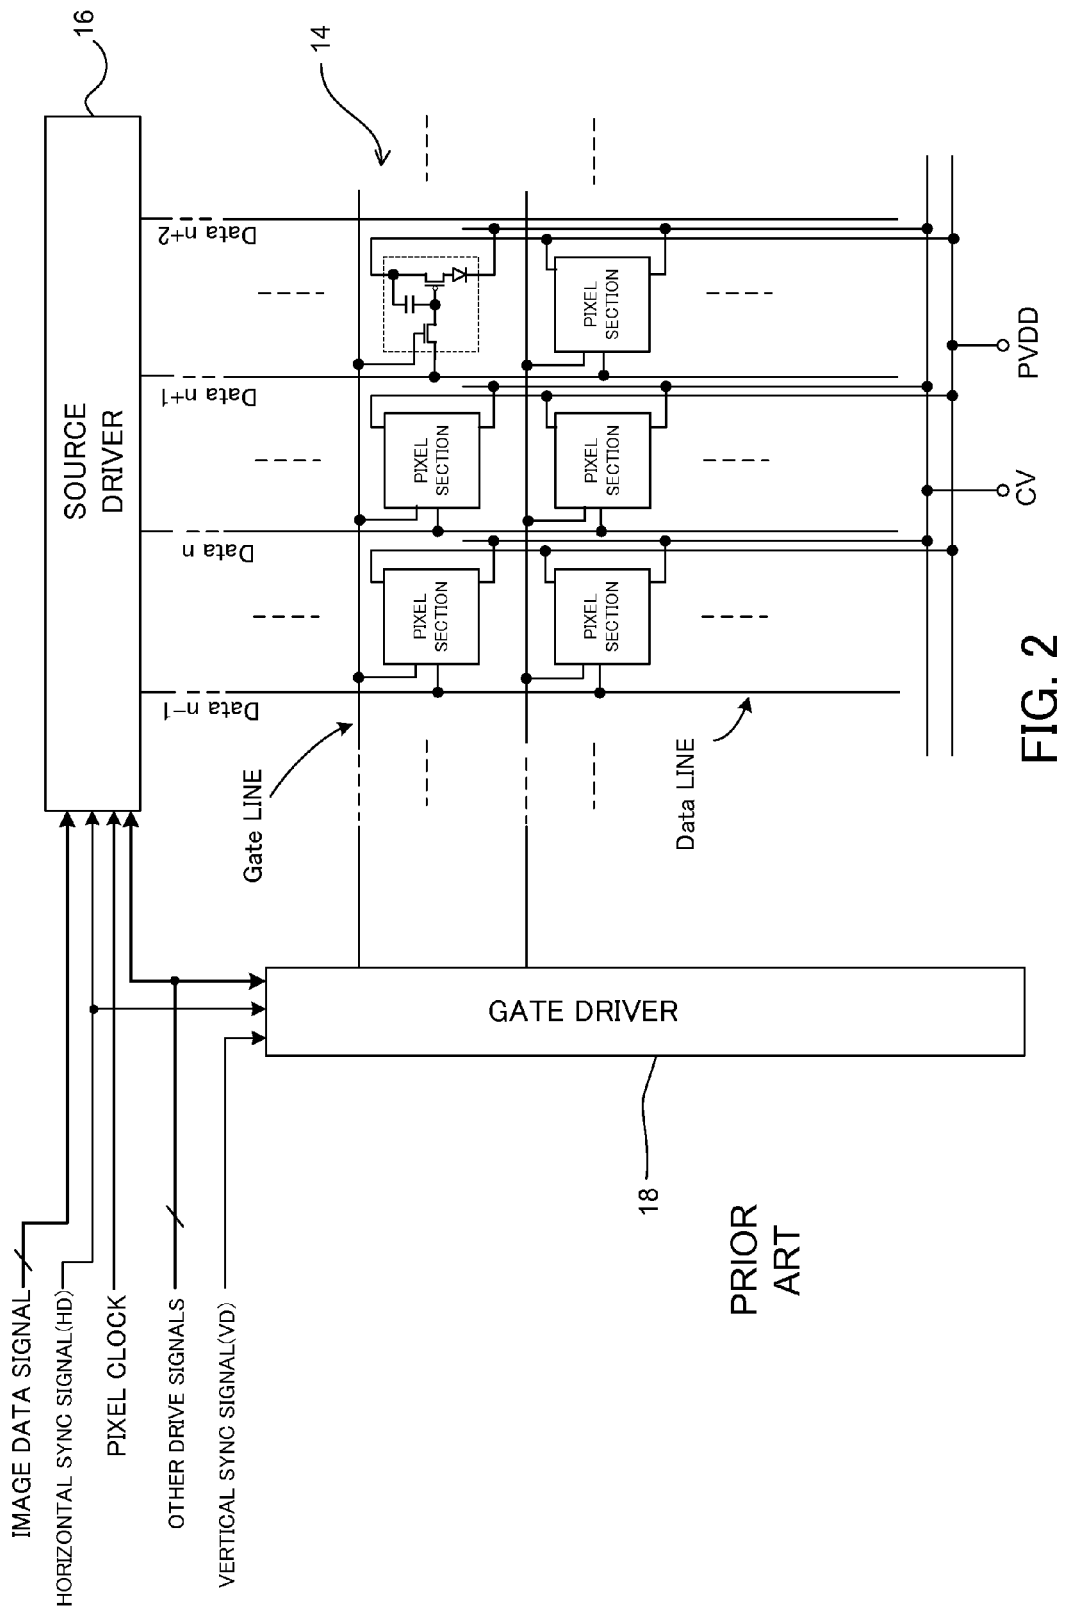 IMAGE DATA SIGNAL
HORIZONTAL SYNC SIGNAL(HD)
PIXEL CLOCK
OTHER DRIVE SIGNALS
VERTICAL SYNC SIGNAL(VD)
SOURCE
DRIVER
16
14
Data n-1
Data n
Data n+1
Data n+2
Gate LINE
PIXEL
SECTION
PIXEL
SECTION
PIXEL
SECTION
PIXEL
SECTION
PIXEL
SECTION
Data LINE
GATE DRIVER
18
CV
PVDD
PRIOR
ART
FIG. 2